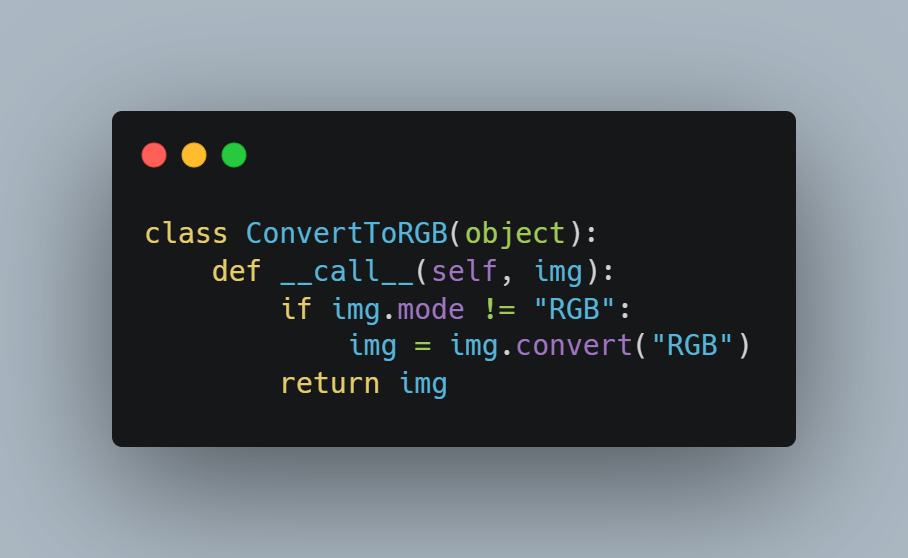 class ConvertToRGB(object):
    def __call__(self, img):
        if img.mode != "RGB":
            img = img.convert("RGB")
        return img